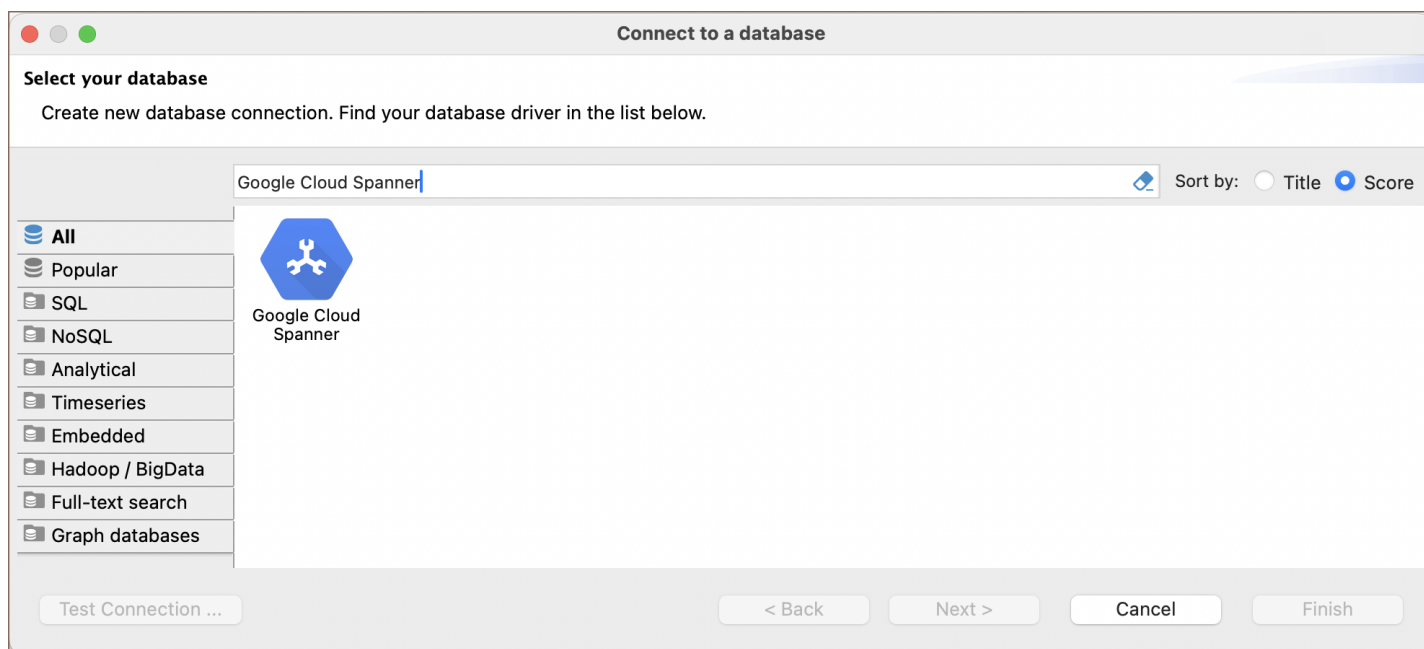 Connect to a database
Select your database
Create new database connection. Find your database driver in the list below.
Google Cloud Spanner
Sort by: Title Score
All
Popular
SQL
NoSQL
Analytical
Timeseries
Embedded
Hadoop / BigData
Full-text search
Graph databases
Google Cloud
Spanner
Test Connection ...
< Back
Next >
Cancel
Finish